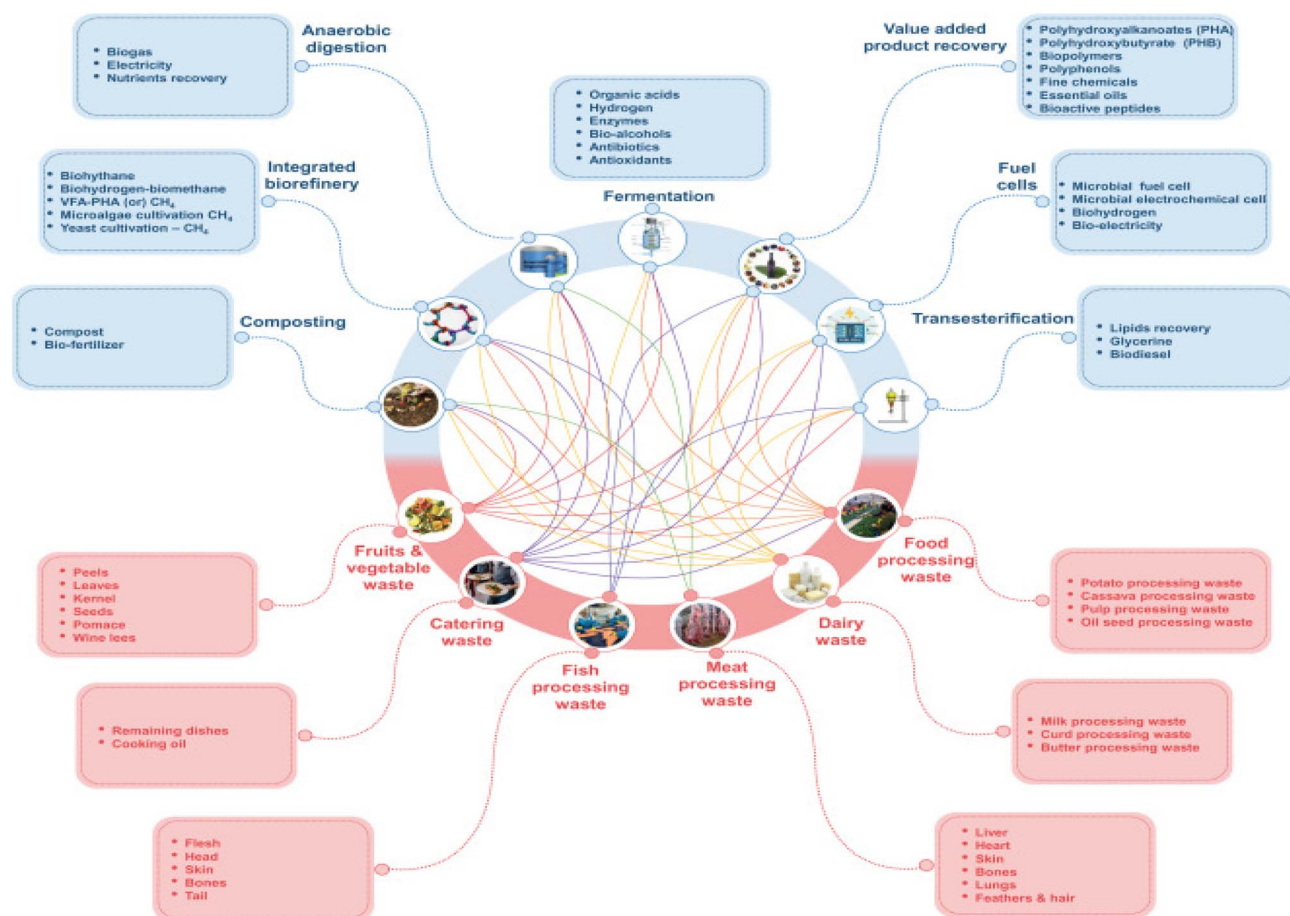 Anaerobic
digestion
• Biogas
• Electricity
• Nutrients recovery
Value added
product recovery
• Polyhydroxyalkanoates (PHA)
• Polyhydroxybutyrate (PHB)
• Biopolymers
• Polyphenols
• Fine chemicals
• Essential oils
• Bioactive peptides
• Organic acids
• Hydrogen
• Enzymes
• Bio-alcohols
• Antibiotics
• Antioxidants
Fermentation
Integrated
biorefinery
• Biohythane
• Biohydrogen-biomethane
• VFA-PHA (or) CH₄
• Microalgae cultivation CH₄
• Yeast cultivation – CH₄
Fuel
cells
• Microbial fuel cell
• Microbial electrochemical cell
• Biohydrogen
• Bio-electricity
Composting
• Compost
• Bio-fertilizer
Transesterification
• Lipids recovery
• Glycerine
• Biodiesel
Fruits &
vegetable
waste
• Peels
• Leaves
• Kernel
• Seeds
• Pomace
• Wine lees
Food
processing
waste
• Potato processing waste
• Cassava processing waste
• Pulp processing waste
• Oil seed processing waste
Catering
waste
• Remaining dishes
• Cooking oil
Dairy
waste
• Milk processing waste
• Curd processing waste
• Butter processing waste
Fish
processing
waste
• Flesh
• Head
• Skin
• Bones
• Tail
Meat
processing
waste
• Liver
• Heart
• Skin
• Bones
• Lungs
• Feathers & hair